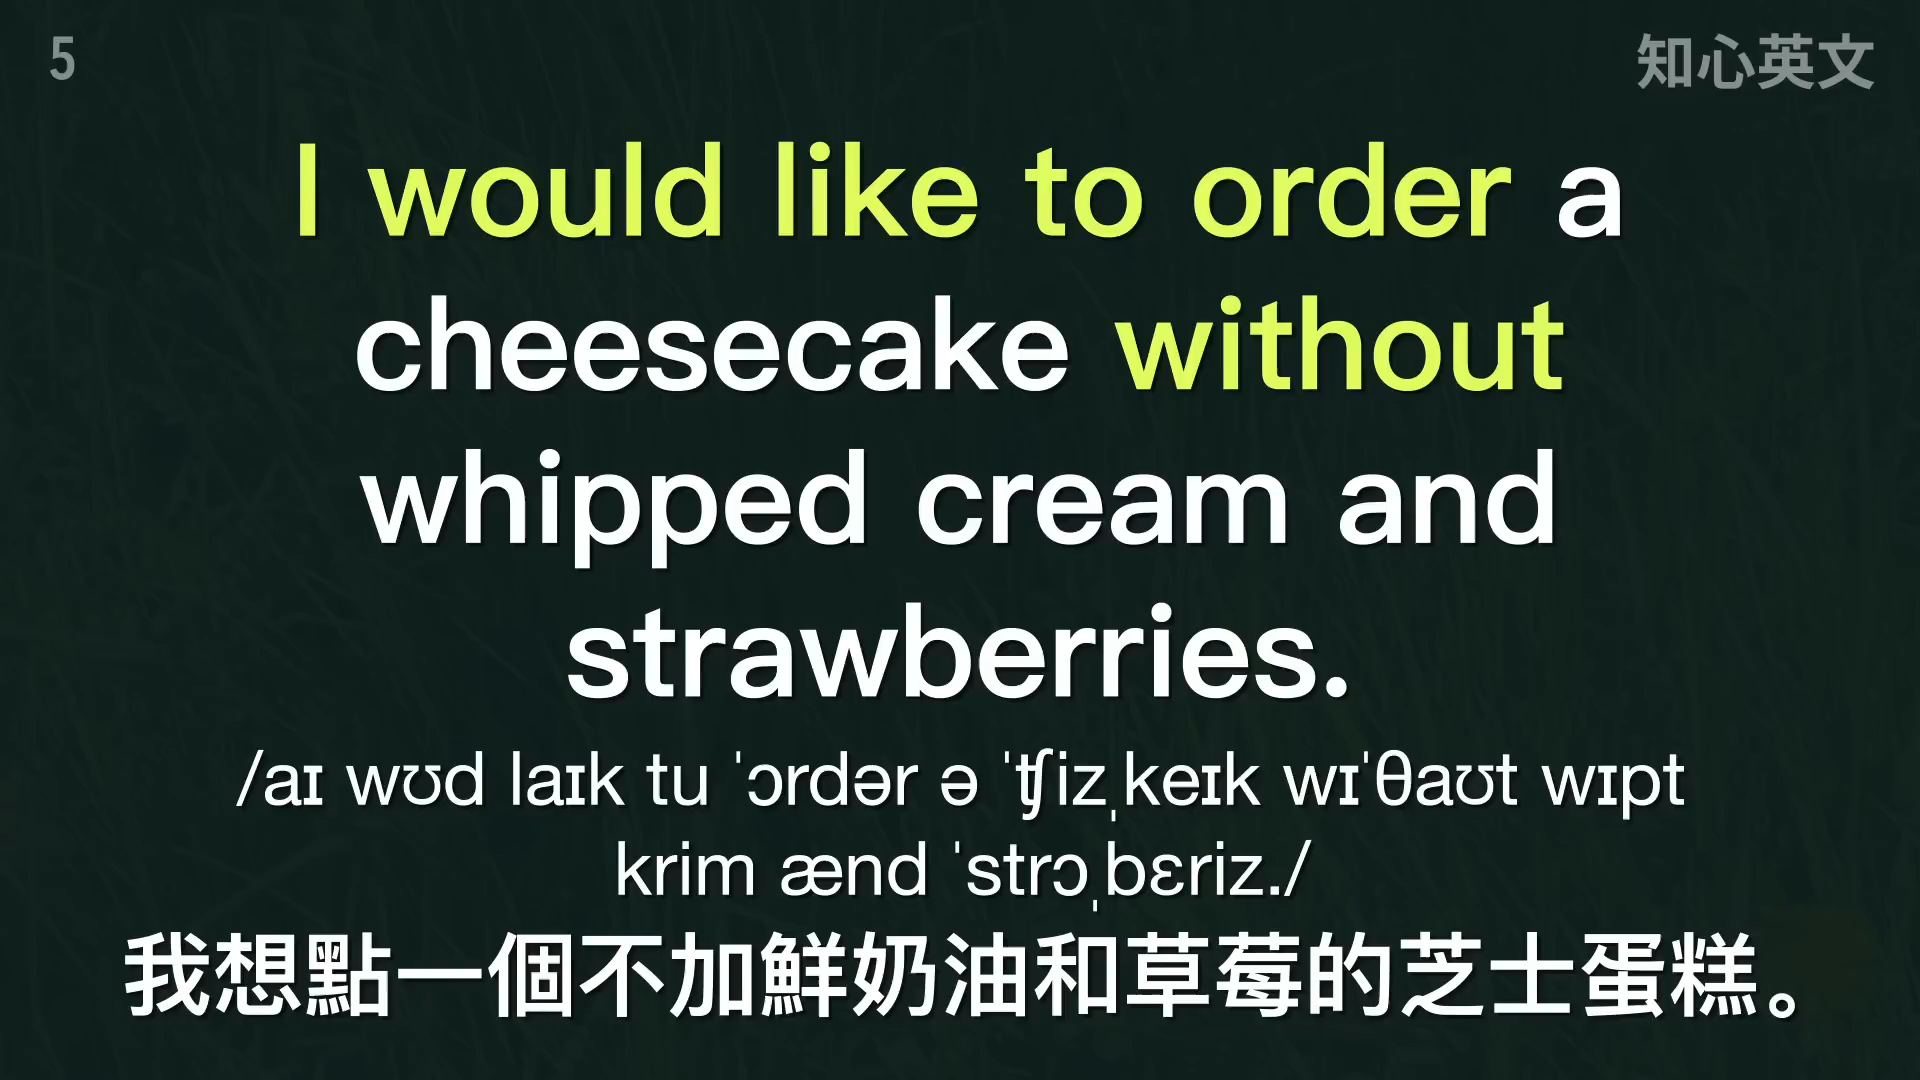 5
知心英文
I would like to order a
cheesecake without
whipped cream and
strawberries.
/aɪ wʊd laɪk tu ˈɔrdər ə ˈʧizˌkeɪk wɪˈθaʊt wɪpt
krim ænd ˈstrɔˌbɛriz./
我想點一個不加鮮奶油和草莓的芝士蛋糕。